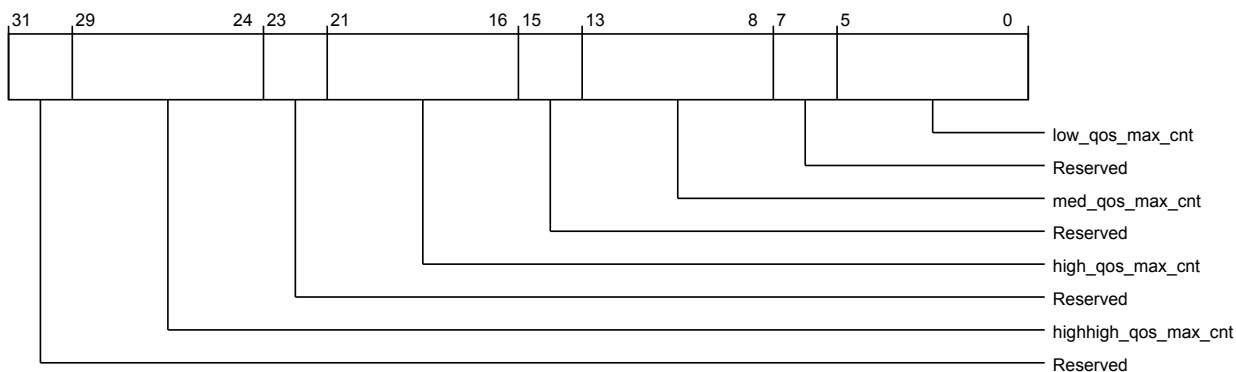 31 29 24 23 21 16 15 13 8 7 5 0
low_qos_max_cnt
Reserved
med_qos_max_cnt
Reserved
high_qos_max_cnt
Reserved
highhigh_qos_max_cnt
Reserved